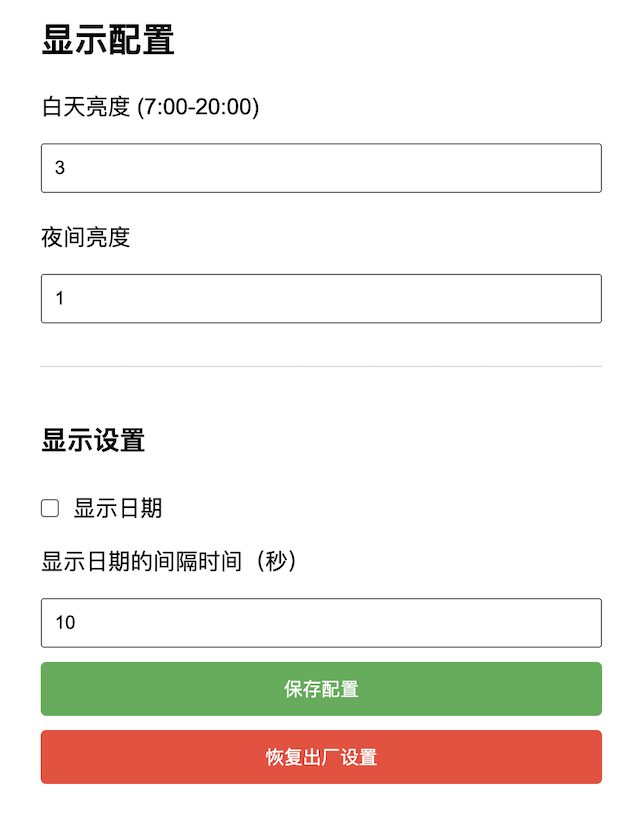 显示配置
白天亮度 (7:00-20:00)
3
夜间亮度
1
显示设置
显示日期
显示日期的间隔时间（秒）
10
保存配置
恢复出厂设置